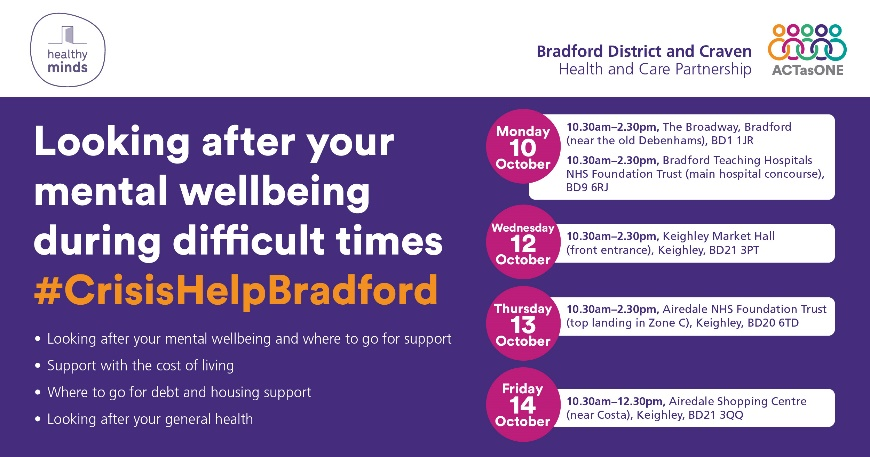 healthy
minds
Bradford District and Craven
Health and Care Partnership
ACTasONE
Looking after your
mental wellbeing
during difficult times
#CrisisHelpBradford
• Looking after your mental wellbeing and where to go for support
• Support with the cost of living
• Where to go for debt and housing support
• Looking after your general health
Monday
10
October
10.30am–2.30pm, The Broadway, Bradford
(near the old Debenhams), BD1 1JR
10.30am–2.30pm, Bradford Teaching Hospitals
NHS Foundation Trust (main hospital concourse),
BD9 6RJ
Wednesday
12
October
10.30am–2.30pm, Keighley Market Hall
(front entrance), Keighley, BD21 3PT
Thursday
13
October
10.30am–2.30pm, Airedale NHS Foundation Trust
(top landing in Zone C), Keighley, BD20 6TD
Friday
14
October
10.30am–12.30pm, Airedale Shopping Centre
(near Costa), Keighley, BD21 3QQ